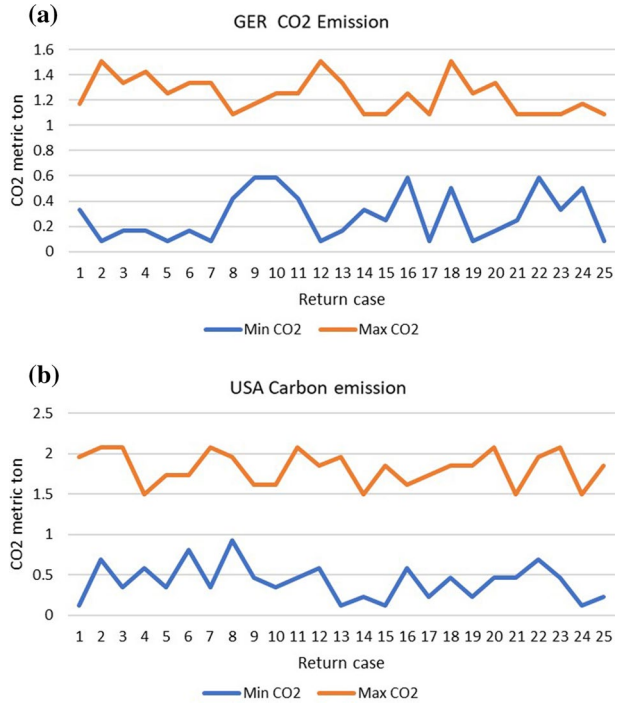 (a)
GER CO2 Emission
CO2 metric ton
1.6
1.4
1.2
1
0.8
0.6
0.4
0.2
0
1 2 3 4 5 6 7 8 9 10 11 12 13 14 15 16 17 18 19 20 21 22 23 24 25
Return case
Min CO2 Max CO2
(b)
USA Carbon emission
CO2 metric ton
2.5
2
1.5
1
0.5
0
1 2 3 4 5 6 7 8 9 10 11 12 13 14 15 16 17 18 19 20 21 22 23 24 25
Return case
Min CO2 Max CO2